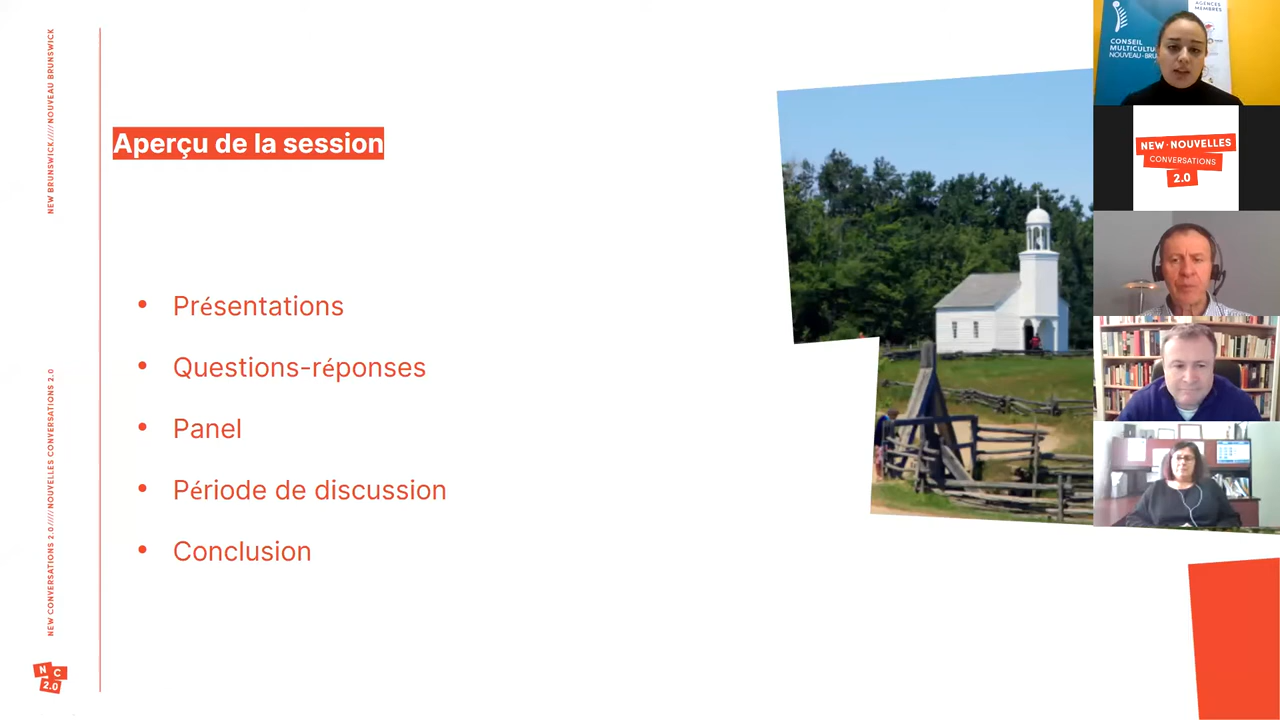 NEW BRUNSWICK/////NOUVEAU BRUNSWICK
NEW CONVERSATIONS 2.0/////NOUVELLES CONVERSATIONS 2.0
Aperçu de la session
• Présentations
• Questions-réponses
• Panel
• Période de discussion
• Conclusion
N C
2.0
CONSEIL
MULTICULTU
NOUVEAU-BRU
AGENCES
MEMBRES
NEW·NOUVELLES
CONVERSATIONS
2.0